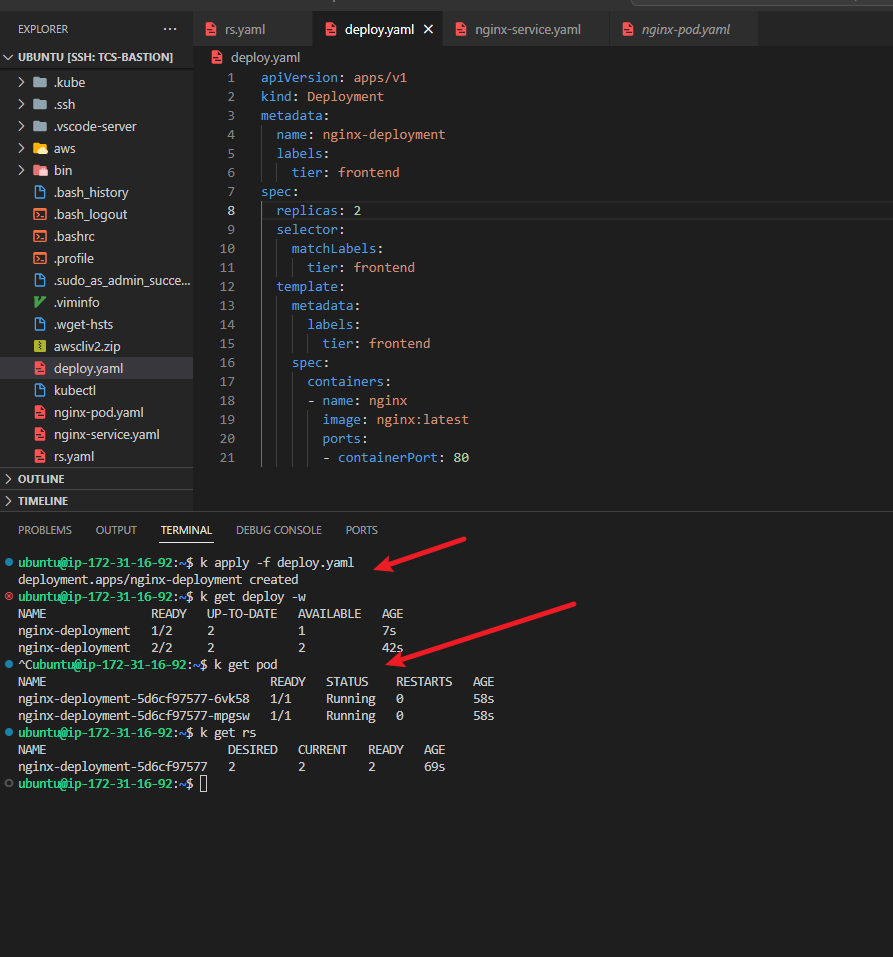 EXPLORER
···
UBUNTU [SSH: TCS-BASTION]
.kube
.ssh
.vscode-server
aws
bin
.bash_history
.bash_logout
.bashrc
.profile
.sudo_as_admin_succe...
.viminfo
.wget-hsts
awscliv2.zip
deploy.yaml
kubectl
nginx-pod.yaml
nginx-service.yaml
rs.yaml
OUTLINE
TIMELINE
rs.yaml
deploy.yaml
nginx-service.yaml
nginx-pod.yaml
deploy.yaml
1 apiVersion: apps/v1
2 kind: Deployment
3 metadata:
4   name: nginx-deployment
5   labels:
6     tier: frontend
7 spec:
8   replicas: 2
9   selector:
10     matchLabels:
11       tier: frontend
12   template:
13     metadata:
14       labels:
15         tier: frontend
16     spec:
17       containers:
18       - name: nginx
19         image: nginx:latest
20         ports:
21         - containerPort: 80
PROBLEMS OUTPUT TERMINAL DEBUG CONSOLE PORTS
ubuntu@ip-172-31-16-92:~$ k apply -f deploy.yaml
deployment.apps/nginx-deployment created
ubuntu@ip-172-31-16-92:~$ k get deploy -w
NAME READY UP-TO-DATE AVAILABLE AGE
nginx-deployment 1/2 2 1 7s
nginx-deployment 2/2 2 2 42s
^Cubuntu@ip-172-31-16-92:~$ k get pod
NAME READY STATUS RESTARTS AGE
nginx-deployment-5d6cf97577-6vk58 1/1 Running 0 58s
nginx-deployment-5d6cf97577-mpgsw 1/1 Running 0 58s
ubuntu@ip-172-31-16-92:~$ k get rs
NAME DESIRED CURRENT READY AGE
nginx-deployment-5d6cf97577 2 2 2 69s
ubuntu@ip-172-31-16-92:~$